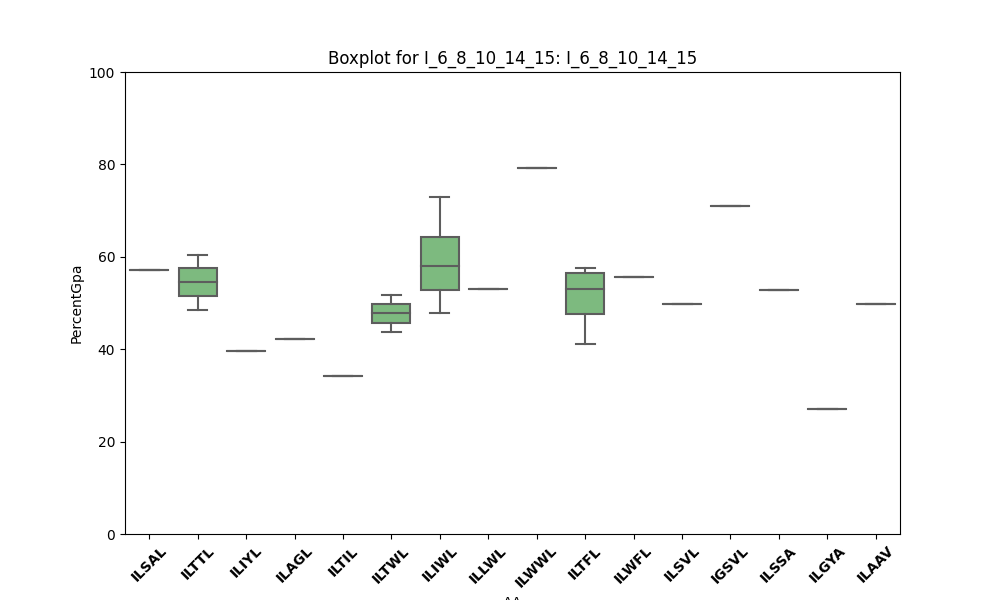 Boxplot for I_6_8_10_14_15: I_6_8_10_14_15
100
80
60
40
20
0
PercentGpa
ILSAL
ILTTL
ILIYL
ILAGL
ILTIL
ILTWL
ILIWL
ILLWL
ILWWL
ILTFL
ILWFL
ILSVL
IGSVL
ILSSA
ILGYA
ILAAV